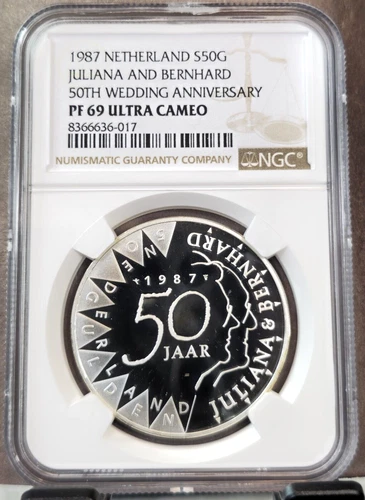 1987 NETHERLAND S50G
JULIANA AND BERNHARD
50TH WEDDING ANNIVERSARY
PF 69 ULTRA CAMEO
8366636-017
NUMISMATIC GUARANTY COMPANY
NGC
1987
50
JAAR
JULIANA & BERNHARD